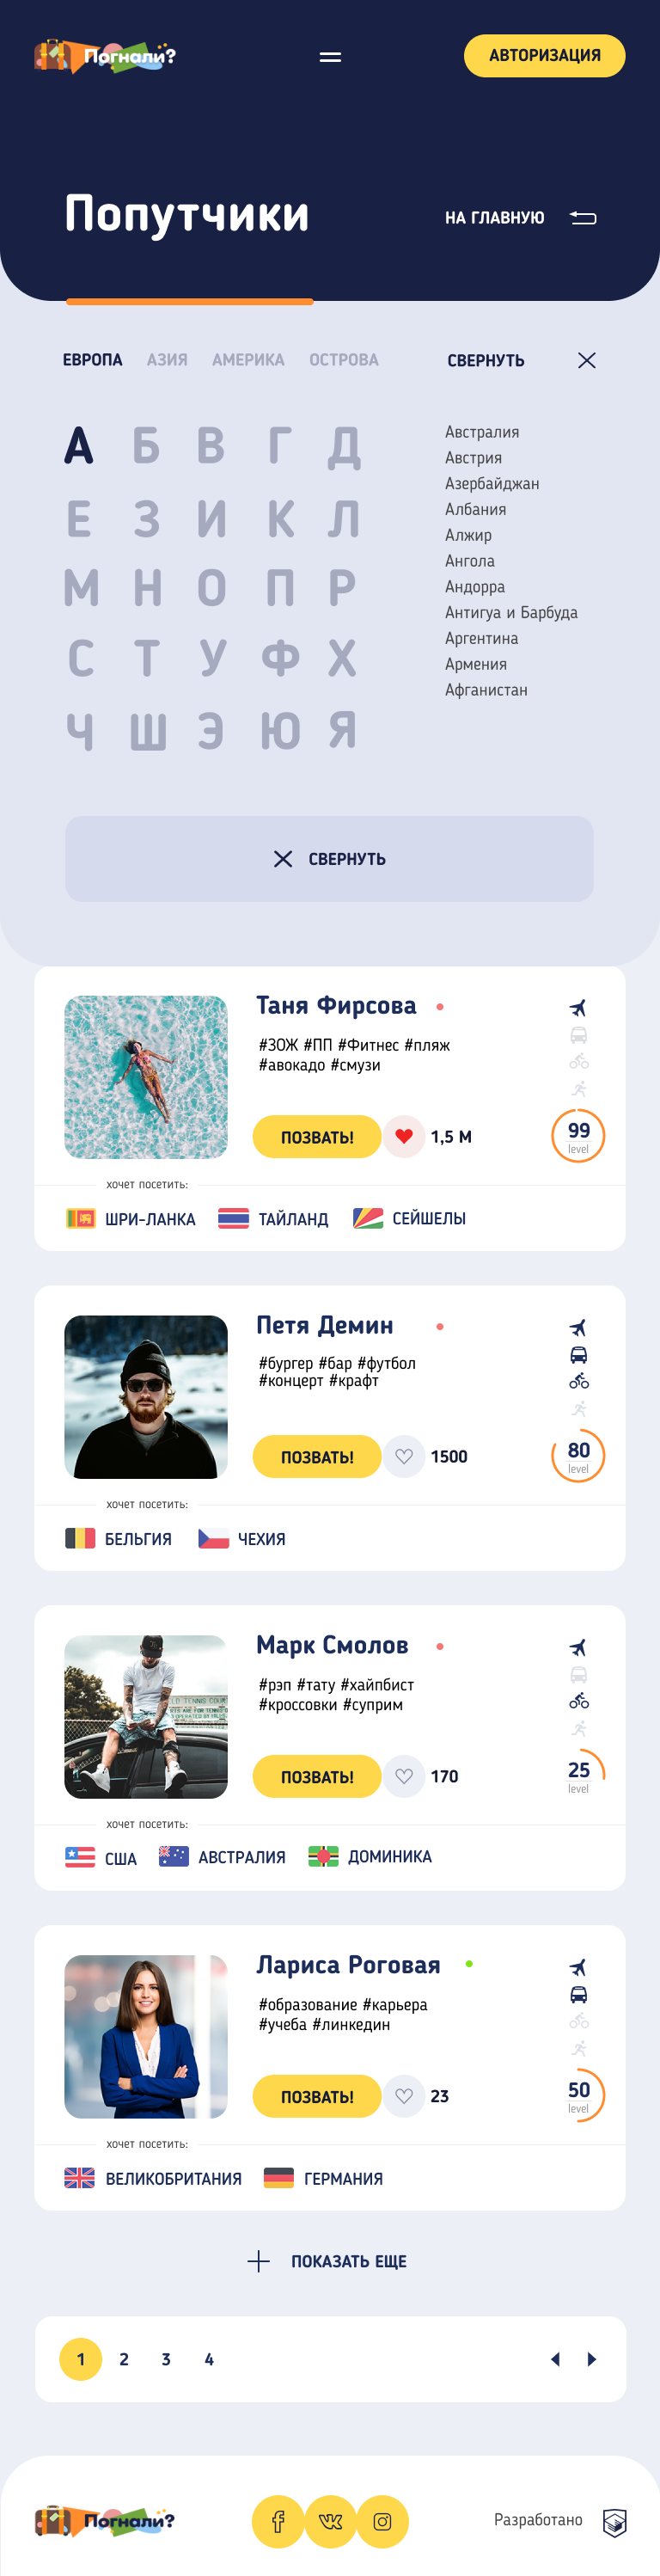 Погнали?
АВТОРИЗАЦИЯ
Попутчики
НА ГЛАВНУЮ
ЕВРОПА АЗИЯ АМЕРИКА ОСТРОВА
СВЕРНУТЬ
А Б В Г Д
Е З И К Л
М Н О П Р
С Т У Ф Х
Ч Ш Э Ю Я
Австралия
Австрия
Азербайджан
Албания
Алжир
Ангола
Андорра
Антигуа и Барбуда
Аргентина
Армения
Афганистан
СВЕРНУТЬ
Таня Фирсова
#ЗОЖ #ПП #Фитнес #пляж
#авокадо #смузи
ПОЗВАТЬ!
1,5 М
99
level
хочет посетить:
ШРИ-ЛАНКА ТАЙЛАНД СЕЙШЕЛЫ
Петя Демин
#бургер #бар #футбол
#концерт #крафт
ПОЗВАТЬ!
1500
80
level
хочет посетить:
БЕЛЬГИЯ ЧЕХИЯ
Марк Смолов
#рэп #тату #хайпбист
#кроссовки #суприм
ПОЗВАТЬ!
170
25
level
хочет посетить:
США АВСТРАЛИЯ ДОМИНИКА
Лариса Роговая
#образование #карьера
#учеба #линкедин
ПОЗВАТЬ!
23
50
level
хочет посетить:
ВЕЛИКОБРИТАНИЯ ГЕРМАНИЯ
ПОКАЗАТЬ ЕЩЕ
1 2 3 4
Погнали?
Разработано